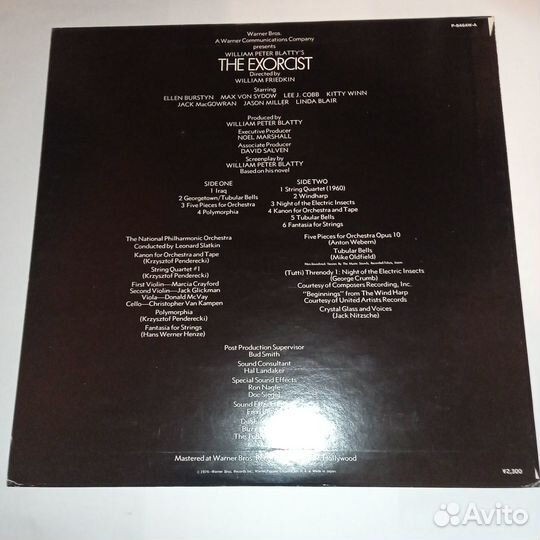 P-8464W-A
Warner Bros.
A Warner Communications Company
presents
WILLIAM PETER BLATTY'S
THE EXORCIST
Directed by
WILLIAM FRIEDKIN
Starring
ELLEN BURSTYN MAX VON SYDOW LEE J. COBB KITTY WINN
JACK MacGOWRAN JASON MILLER LINDA BLAIR
Produced by
WILLIAM PETER BLATTY
Executive Producer
NOEL MARSHALL
Associate Producer
DAVID SALVEN
Screenplay by
WILLIAM PETER BLATTY
Based on his novel
SIDE ONE
1 Iraq
2 Georgetown/Tubular Bells
3 Five Pieces for Orchestra
4 Polymorphia
SIDE TWO
1 String Quartet (1960)
2 Windharp
3 Night of the Electric Insects
4 Kanon for Orchestra and Tape
5 Tubular Bells
6 Fantasia for Strings
The National Philharmonic Orchestra
Conducted by Leonard Slatkin
Kanon for Orchestra and Tape
(Krzysztof Penderecki)
String Quartet #1
(Krzysztof Penderecki)
First Violin—Marcia Crayford
Second Violin—Jack Glickman
Viola—Donald McVay
Cello—Christopher Van Kampen
Polymorphia
(Krzysztof Penderecki)
Fantasia for Strings
(Hans Werner Henze)
Five Pieces for Orchestra Opus 10
(Anton Webern)
Tubular Bells
(Mike Oldfield)
(Tutti) Threnody 1: Night of the Electric Insects
(George Crumb)
Courtesy of Composers Recording, Inc.
"Beginnings" from The Wind Harp
Courtesy of United Artists Records
Crystal Glass and Voices
(Jack Nitzsche)
Post Production Supervisor
Bud Smith
Sound Consultant
Hal Landaker
Special Sound Effects
Ron Nagle
Doc Siegel
Sound
Mastered at Warner Bros. Hollywood
¥2,300
Avito